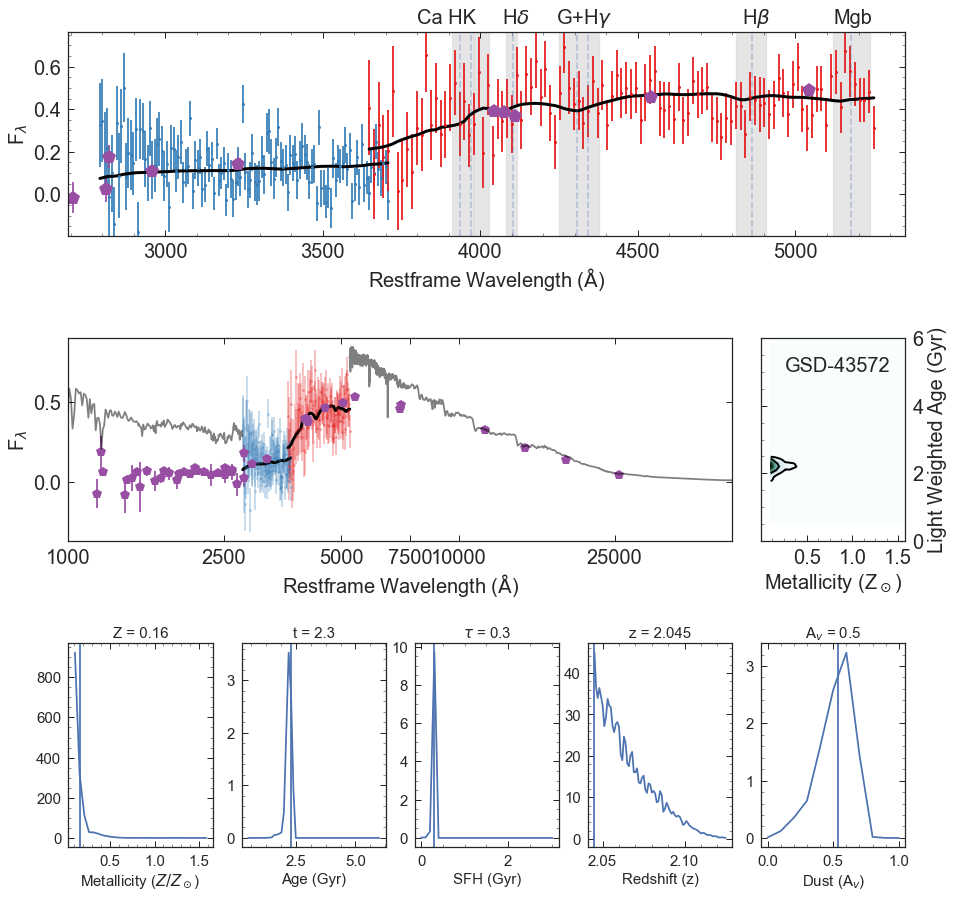 Ca HK Hδ G+Hγ Hβ Mgb
0.6
0.4
0.2
0.0
F_λ
3000 3500 4000 4500 5000
Restframe Wavelength (Å)
0.5
0.0
F_λ
1000 2500 5000 7500 10000 25000
Restframe Wavelength (Å)
GSD-43572
6
4
2
0
Light Weighted Age (Gyr)
0.5 1.0 1.5
Metallicity (Z_⊙)
Z = 0.16
800
600
400
200
0
0.5 1.0 1.5
Metallicity (Z/Z_⊙)
t = 2.3
3
2
1
0
2.5 5.0
Age (Gyr)
τ = 0.3
10
8
6
4
2
0
0 2
SFH (Gyr)
z = 2.045
40
30
20
10
0
2.05 2.10
Redshift (z)
A_v = 0.5
3
2
1
0
0.0 0.5 1.0
Dust (A_v)